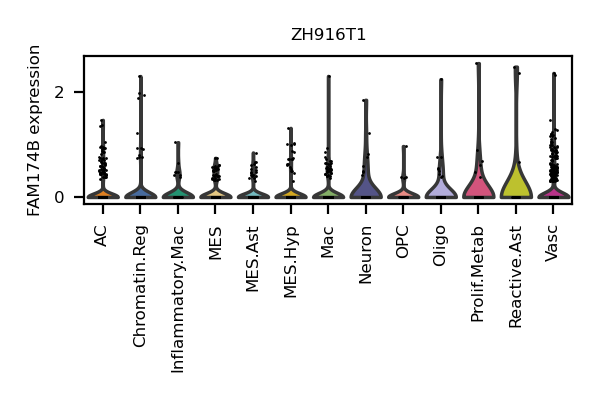 ZH916T1
FAM174B expression
2
0
AC
Chromatin.Reg
Inflammatory.Mac
MES
MES.Ast
MES.Hyp
Mac
Neuron
OPC
Oligo
Prolif.Metab
Reactive.Ast
Vasc